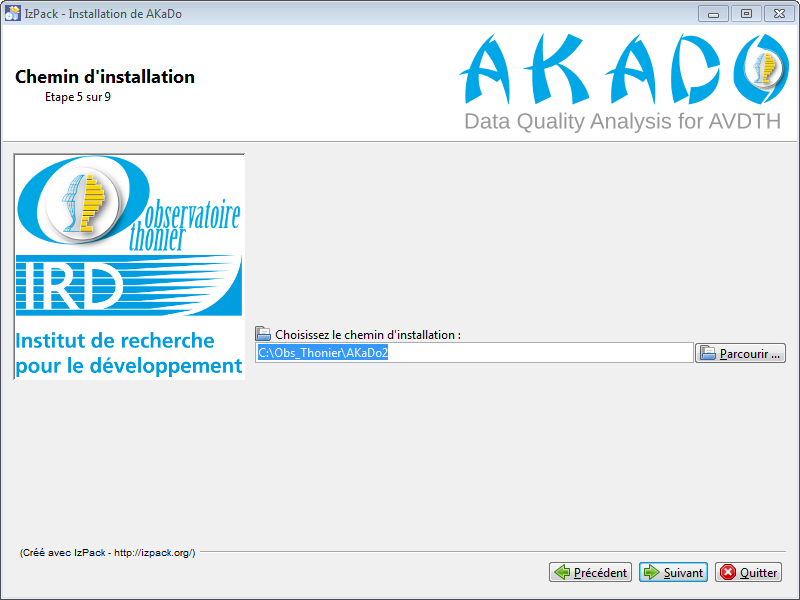 IzPack - Installation de AKaDo
Chemin d'installation
Etape 5 sur 9
AKADO
Data Quality Analysis for AVDTH
Observatoire
thonier
IRD
Institut de recherche
pour le développement
Choisissez le chemin d'installation :
C:\Obs_Thonier\AKaDo2
Parcourir ...
(Créé avec IzPack - http://izpack.org/)
Précédent
Suivant
Quitter